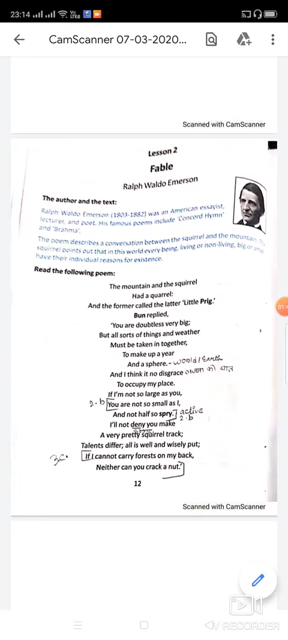 23:14
CamScanner 07-03-2020...
Scanned with CamScanner
Lesson 2
Fable
Ralph Waldo Emerson
The author and the text:
Ralph Waldo Emerson (1803-1882) was an American essayist,
lecturer, and poet. His famous poems include 'Concord Hymn'
and 'Brahma'.
The poem describes a conversation between the squirrel and the mountain. The
squirrel points out that in this world every being, living or non-living, big or small
have their individual reasons for existence.
Read the following poem:
The mountain and the squirrel
Had a quarrel:
And the former called the latter 'Little Prig.'
Bun replied,
'You are doubtless very big;
But all sorts of things and weather
Must be taken in together,
To make up a year
And a sphere. - World/Earth
And I think it no disgrace
To occupy my place.
If I'm not so large as you,
2.b You are not so small as I,
And not half so spry. active
2.b
I'll not deny you make
A very pretty squirrel track;
Talents differ; all is well and wisely put;
If I cannot carry forests on my back,
Neither can you crack a nut.'
12
Scanned with CamScanner
RECORDER